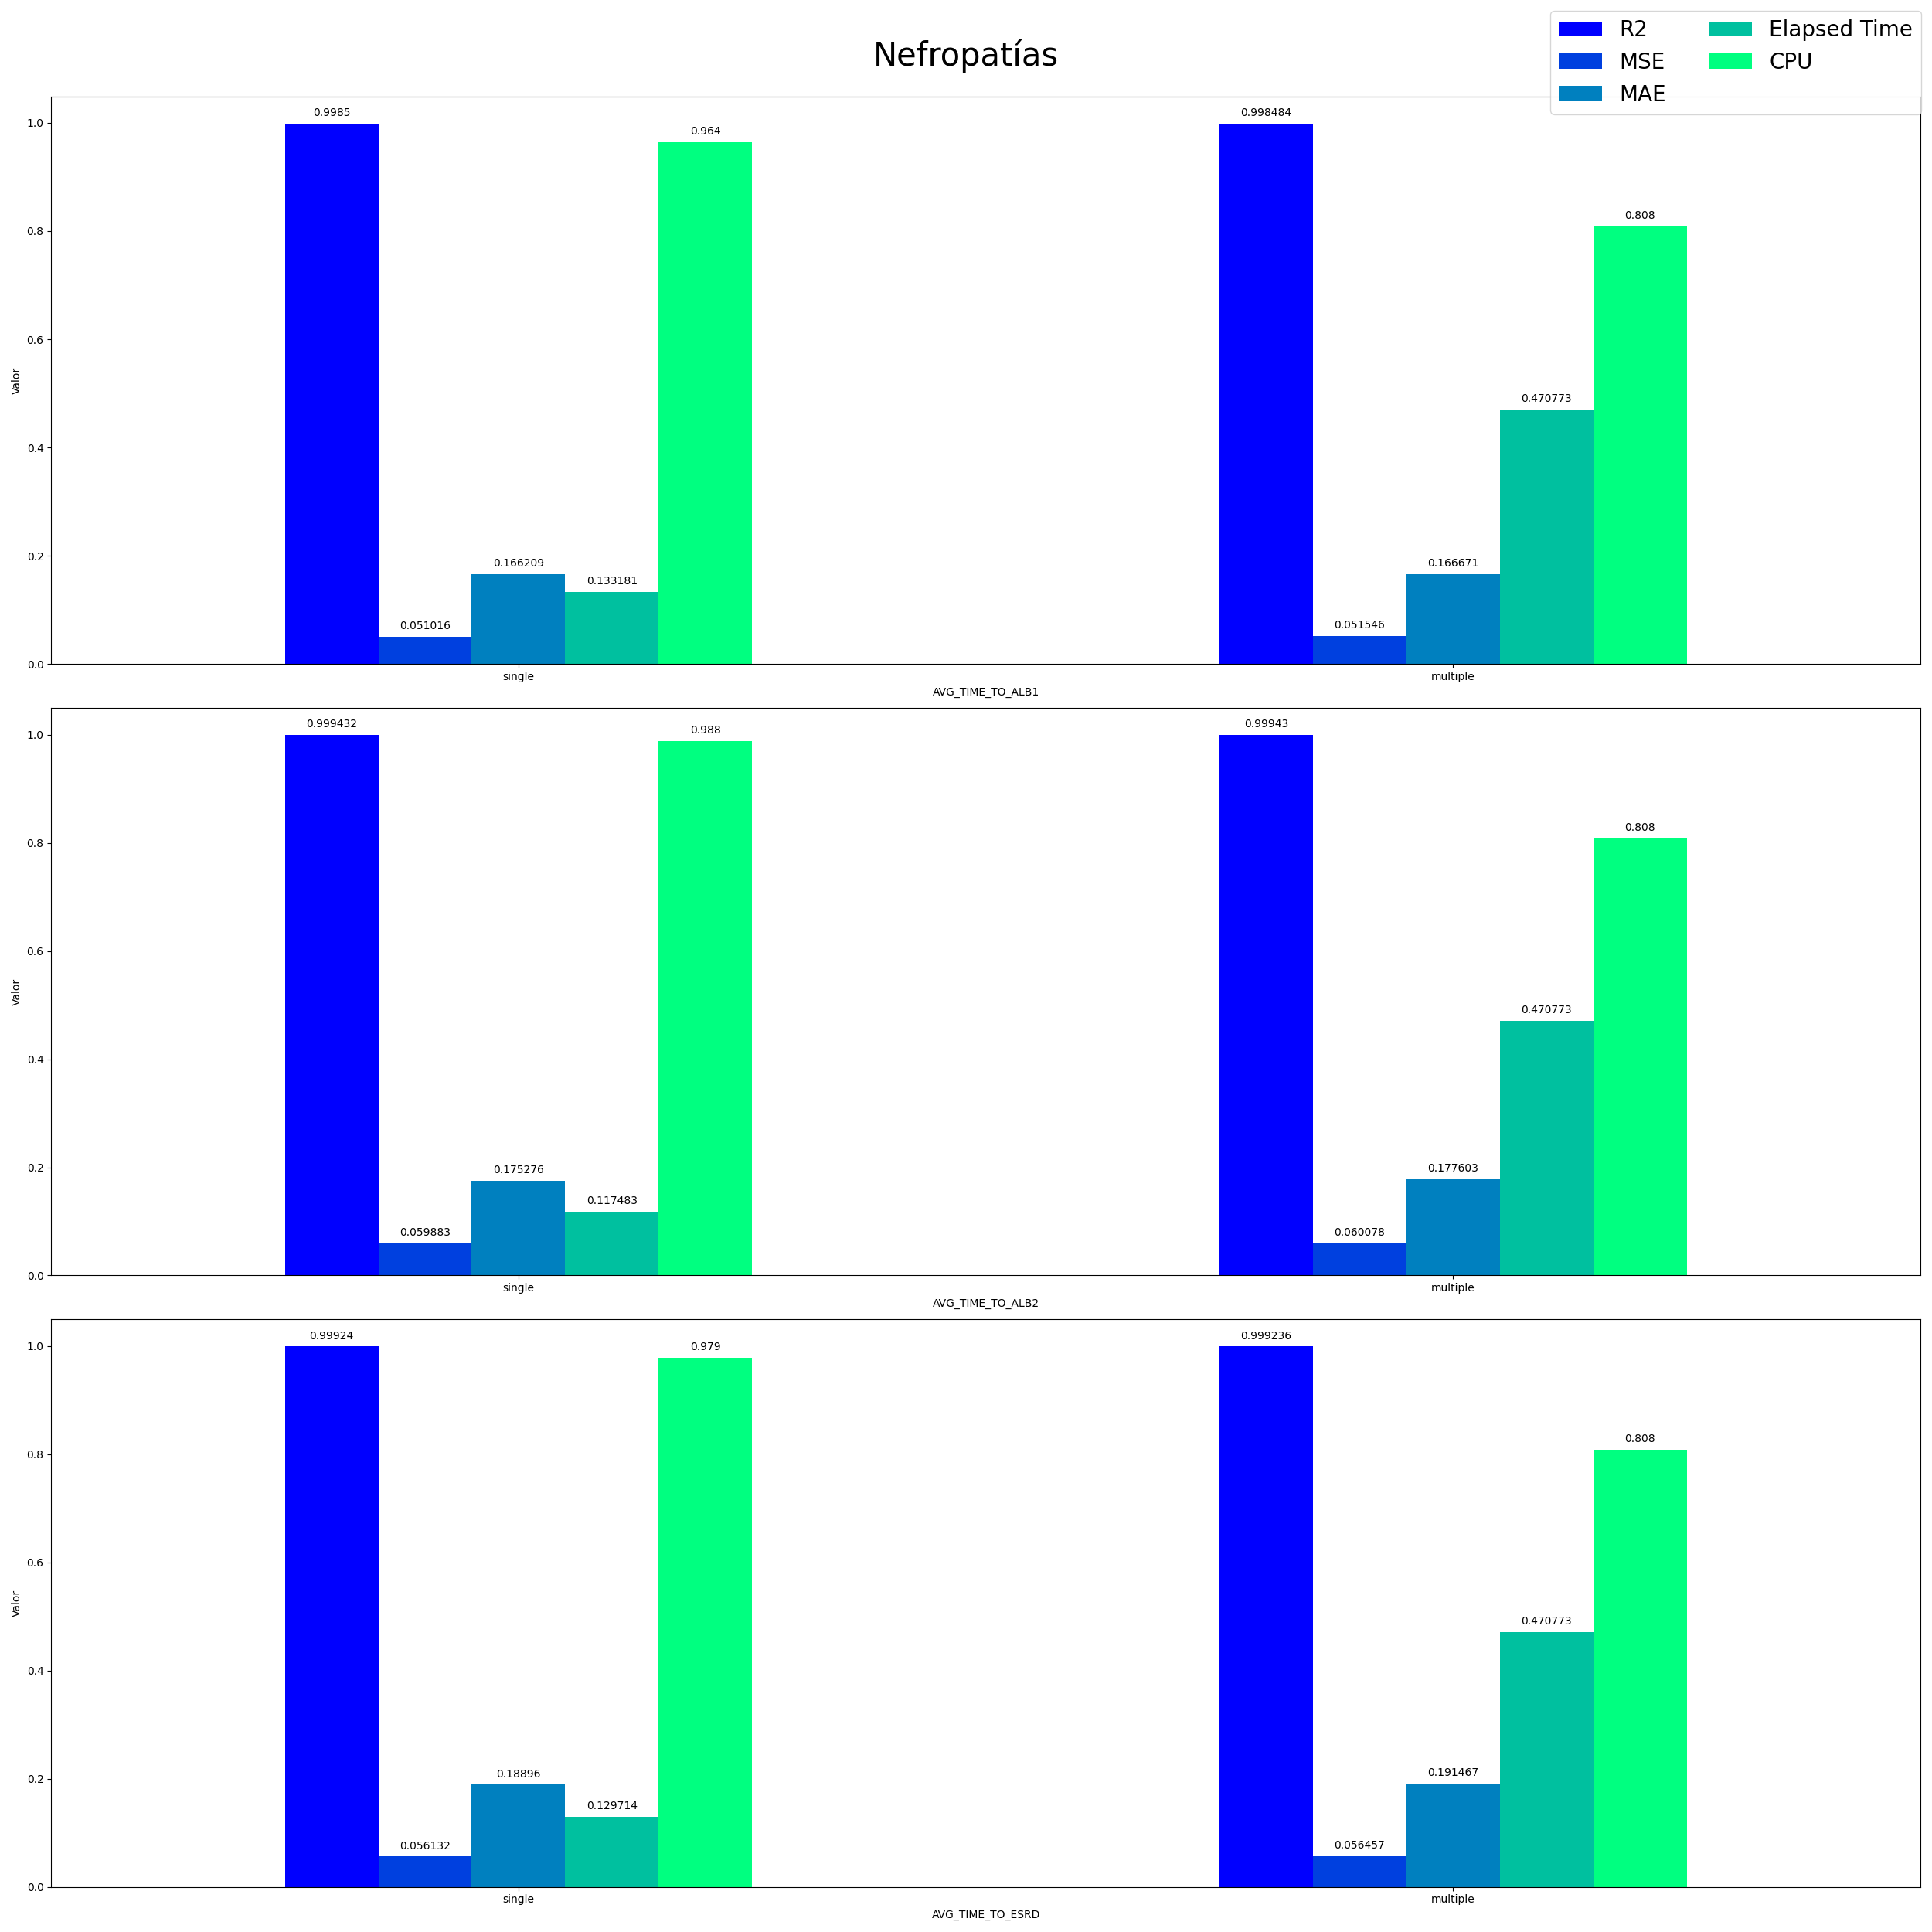 Nefropatías
R2
MSE
MAE
Elapsed Time
CPU
1.0
0.8
0.6
0.4
0.2
0.0
Valor
0.9985
0.051016
0.166209
0.133181
0.964
0.998484
0.051546
0.166671
0.470773
0.808
single
multiple
AVG_TIME_TO_ALB1
1.0
0.8
0.6
0.4
0.2
0.0
Valor
0.999432
0.059883
0.175276
0.117483
0.988
0.99943
0.060078
0.177603
0.470773
0.808
single
multiple
AVG_TIME_TO_ALB2
1.0
0.8
0.6
0.4
0.2
0.0
Valor
0.99924
0.056132
0.18896
0.129714
0.979
0.999236
0.056457
0.191467
0.470773
0.808
single
multiple
AVG_TIME_TO_ESRD